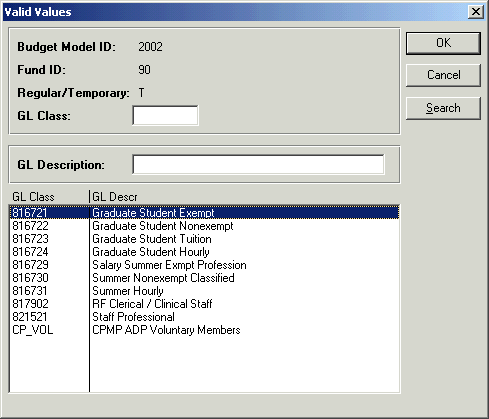 Valid Values
Budget Model ID: 2002
Fund ID: 90
Regular/Temporary: T
GL Class:
OK
Cancel
Search
GL Description:
GL Class GL Descr
816721 Graduate Student Exempt
816722 Graduate Student Nonexempt
816723 Graduate Student Tuition
816724 Graduate Student Hourly
816729 Salary Summer Exmpt Profession
816730 Summer Nonexempt Classified
816731 Summer Hourly
817902 RF Clerical / Clinical Staff
821521 Staff Professional
CP_VOL CPMP ADP Voluntary Members